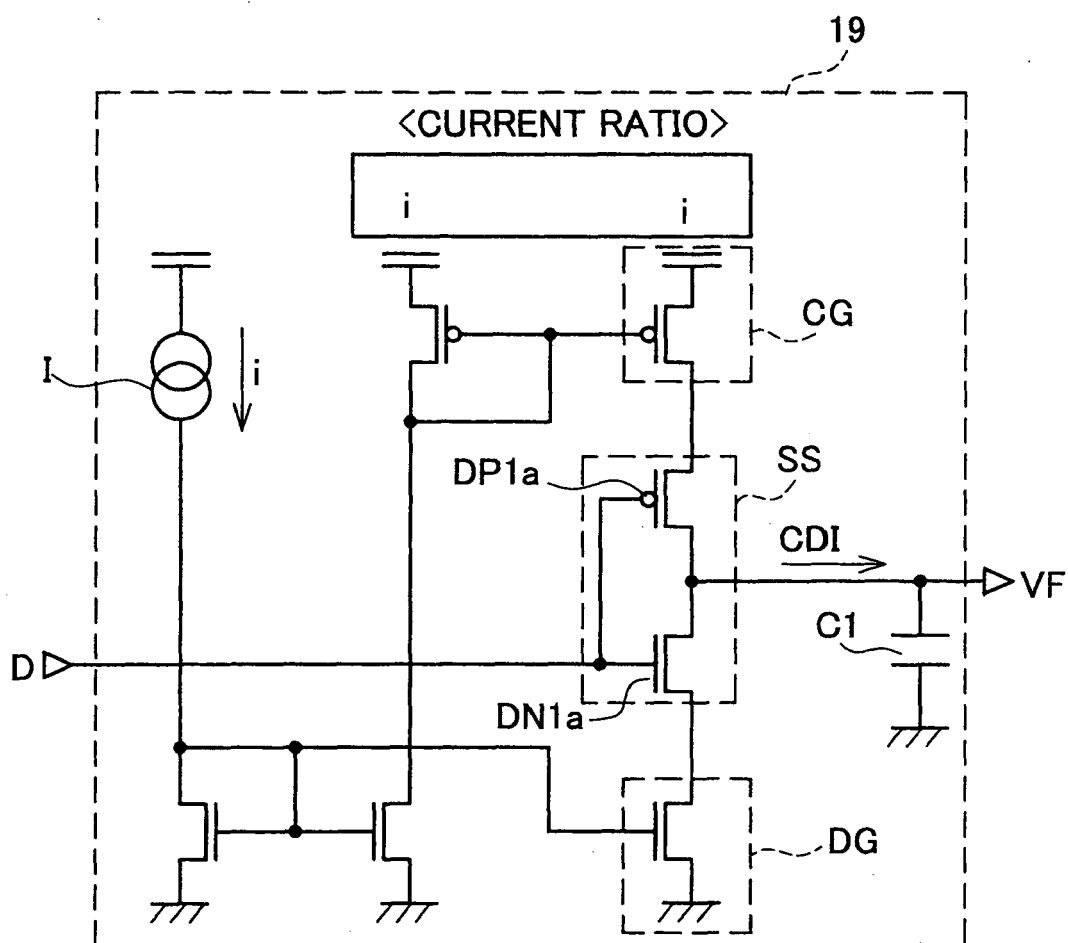 19
<CURRENT RATIO>
i i
CG
I
i
DP1a
SS
CDI
VF
C1
D
DN1a
DG